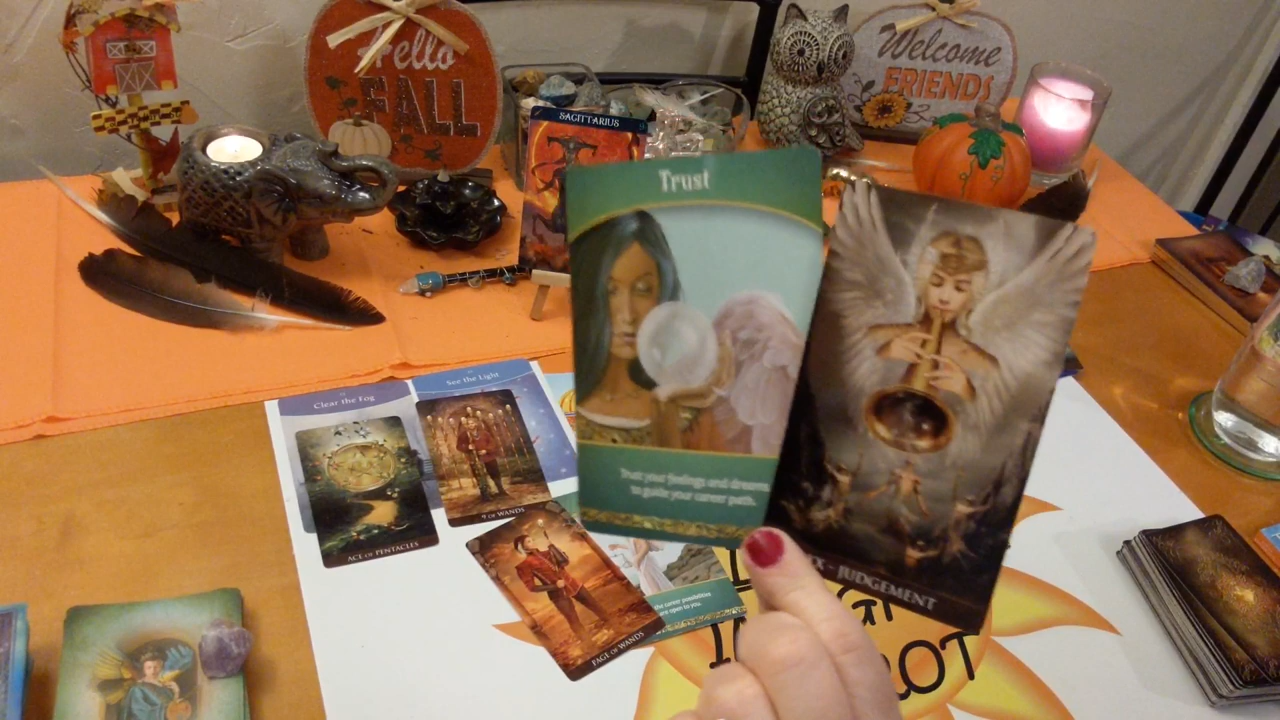 Hello
FALL
Welcome
FRIENDS
SAGITTARIUS
Trust
Trust your feelings and dreams
to guide your career path.
XX - JUDGEMENT
Clear the Fog
See the Light
ACE OF PENTACLES
9 OF WANDS
PAGE OF WANDS
career possibilities
are open to you.
TAROT